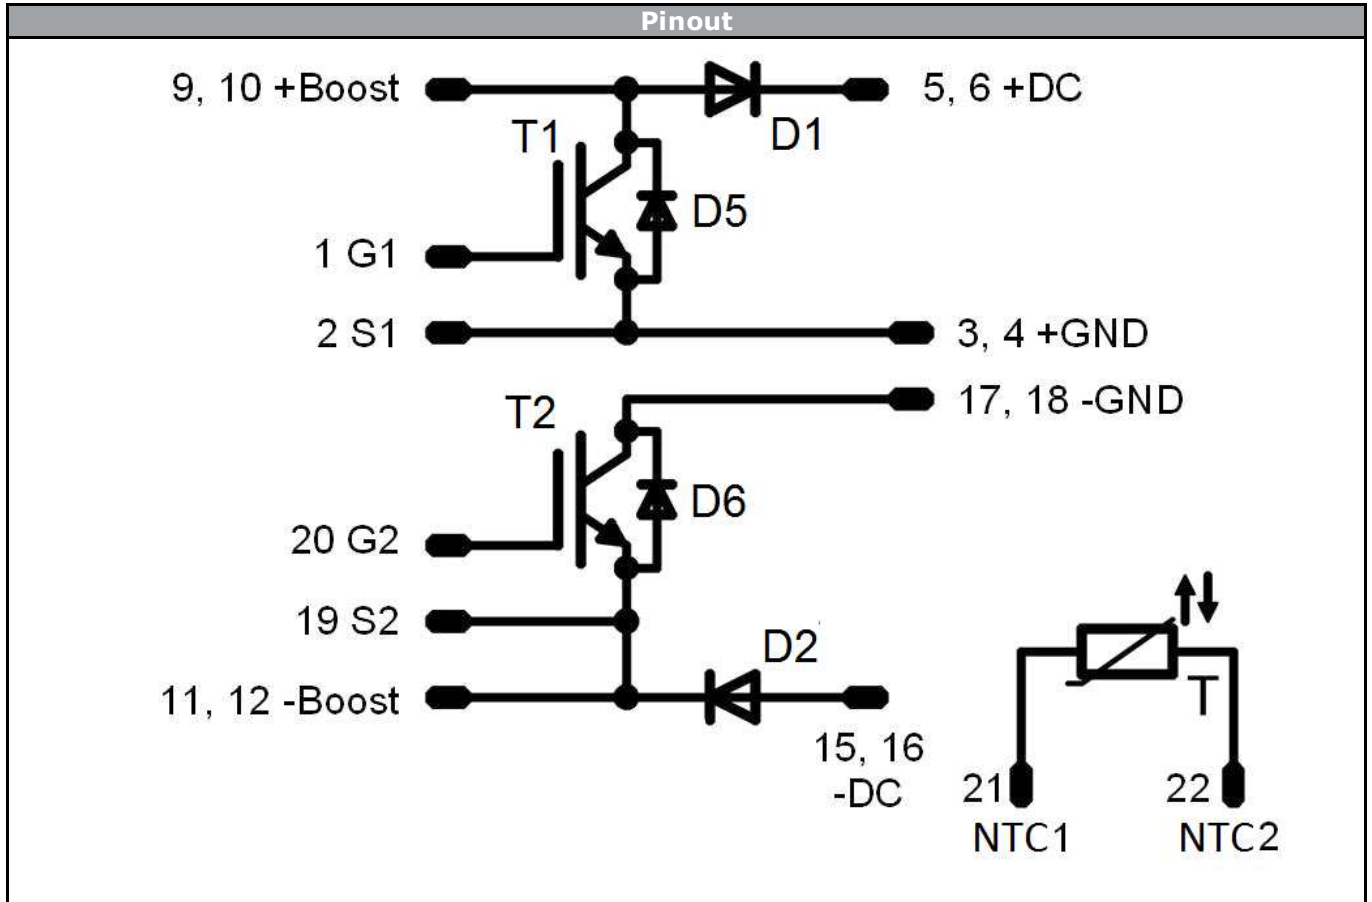 Pinout
9, 10 +Boost
5, 6 +DC
T1
D1
D5
1 G1
2 S1
3, 4 +GND
17, 18 -GND
T2
D6
20 G2
19 S2
D2
11, 12 -Boost
15, 16
-DC
T
21
22
NTC1
NTC2